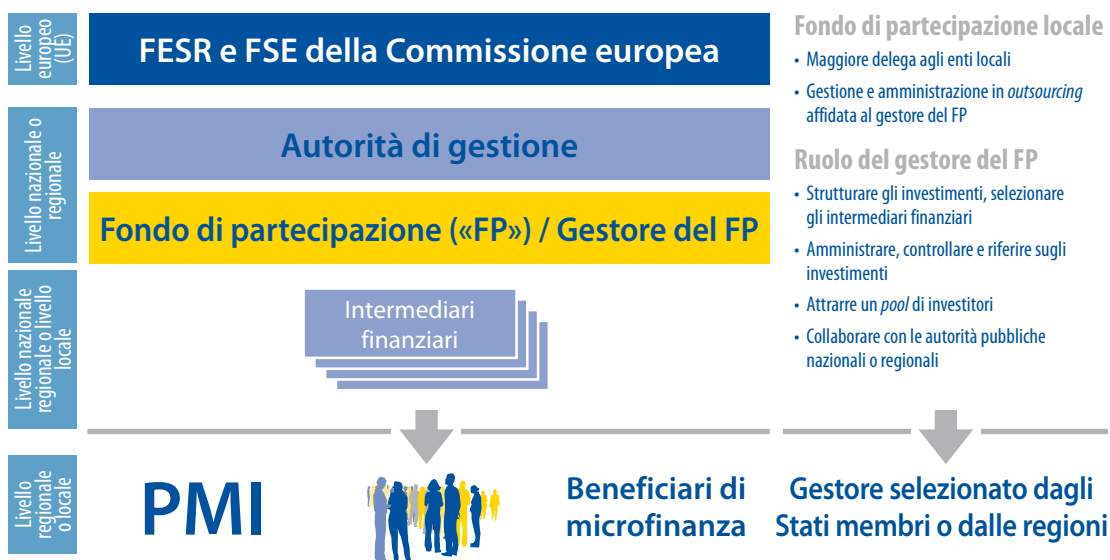 Livello
europeo
(UE)
FESR e FSE della Commissione europea
Livello nazionale o
regionale
Autorità di gestione
Fondo di partecipazione («FP») / Gestore del FP
Livello nazionale
regionale o livello
locale
Intermediari
finanziari
Livello
regionale
o locale
PMI
Beneficiari di
microfinanza
Fondo di partecipazione locale
• Maggiore delega agli enti locali
• Gestione e amministrazione in outsourcing
affidata al gestore del FP
Ruolo del gestore del FP
• Strutturare gli investimenti, selezionare
gli intermediari finanziari
• Amministrare, controllare e riferire sugli
investimenti
• Attrarre un pool di investitori
• Collaborare con le autorità pubbliche
nazionali o regionali
Gestore selezionato dagli
Stati membri o dalle regioni